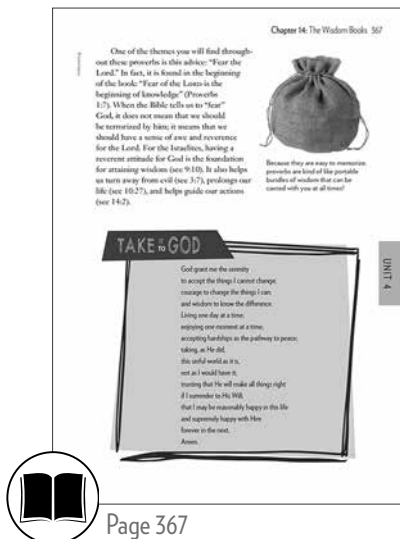 Chapter 14: The Wisdom Books 367
One of the themes you will find through-
out these proverbs is this advice: “Fear the
Lord.” In fact, it is found in the beginning
of the book: “Fear of the LORD is the
beginning of knowledge” (Proverbs
1:7). When the Bible tells us to “fear”
God, it does not mean that we should
be terrorized by him; it means that we
should have a sense of awe and reverence
for the Lord. For the Israelites, having a
reverent attitude for God is the foundation
for attaining wisdom (see 9:10). It also helps
us turn away from evil (see 3:7), prolongs our
life (see 10:27), and helps guide our actions
(see 14:2).
Because they are easy to memorize,
proverbs are kind of like portable
bundles of wisdom that can be
carried with you at all times!
UNIT 4
TAKE IT TO GOD
God grant me the serenity
to accept the things I cannot change;
courage to change the things I can;
and wisdom to know the difference.
Living one day at a time;
enjoying one moment at a time;
accepting hardships as the pathway to peace;
taking, as He did,
this sinful world as it is,
not as I would have it;
trusting that He will make all things right
if I surrender to His Will;
that I may be reasonably happy in this life
and supremely happy with Him
forever in the next.
Amen.
Page 367